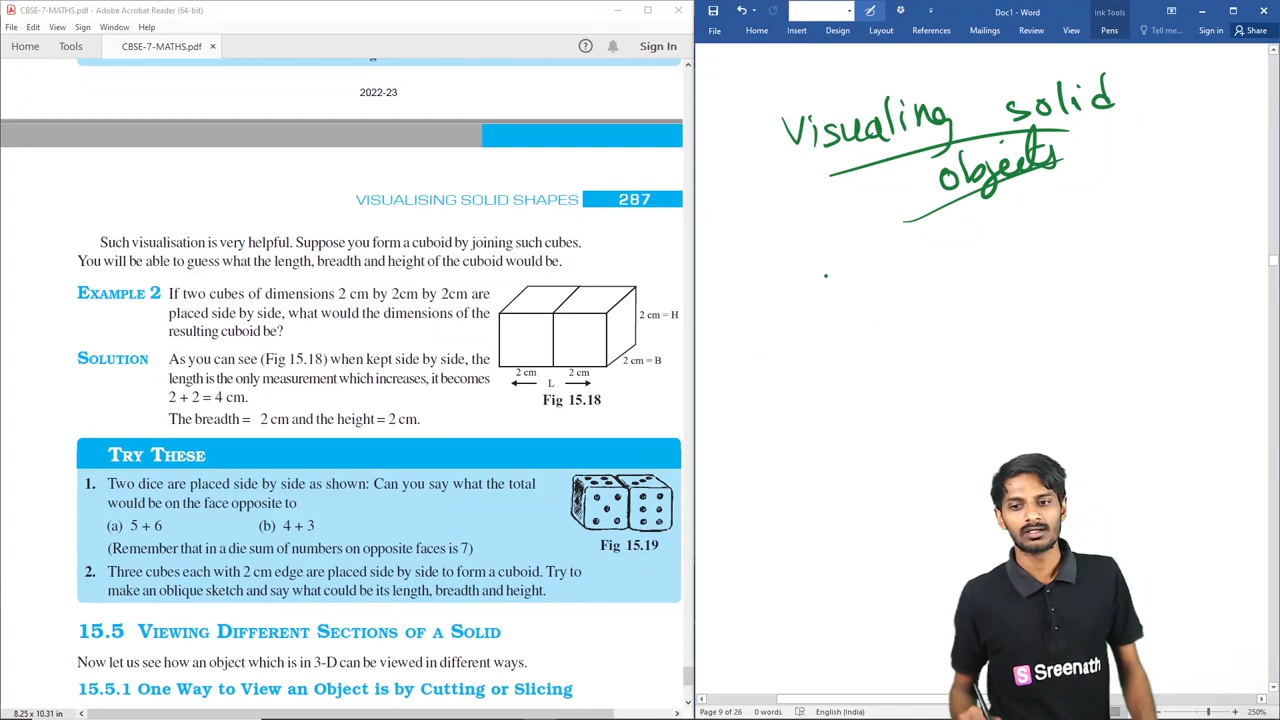 CBSE-7-MATHS.pdf - Adobe Acrobat Reader (64-bit)
File Edit View Sign Window Help
Home Tools CBSE-7-MATHS.pdf × Sign In
2022-23
VISUALISING SOLID SHAPES 287
Such visualisation is very helpful. Suppose you form a cuboid by joining such cubes.
You will be able to guess what the length, breadth and height of the cuboid would be.
EXAMPLE 2 If two cubes of dimensions 2 cm by 2cm by 2cm are
placed side by side, what would the dimensions of the
resulting cuboid be?
SOLUTION As you can see (Fig 15.18) when kept side by side, the
length is the only measurement which increases, it becomes
2 + 2 = 4 cm.
The breadth = 2 cm and the height = 2 cm.
2 cm = H
2 cm = B
2 cm 2 cm
L
Fig 15.18
TRY THESE
1. Two dice are placed side by side as shown: Can you say what the total
would be on the face opposite to
(a) 5 + 6 (b) 4 + 3
(Remember that in a die sum of numbers on opposite faces is 7)
Fig 15.19
2. Three cubes each with 2 cm edge are placed side by side to form a cuboid. Try to
make an oblique sketch and say what could be its length, breadth and height.
15.5 VIEWING DIFFERENT SECTIONS OF A SOLID
Now let us see how an object which is in 3-D can be viewed in different ways.
15.5.1 One Way to View an Object is by Cutting or Slicing
8.25 x 10.31 in
Doc1 - Word Ink Tools
File Home Insert Design Layout References Mailings Review View Pens Tell me... Sign in Share
Visualing solid
objects
S Sreenath
Page 9 of 26 0 words English (India) 250%